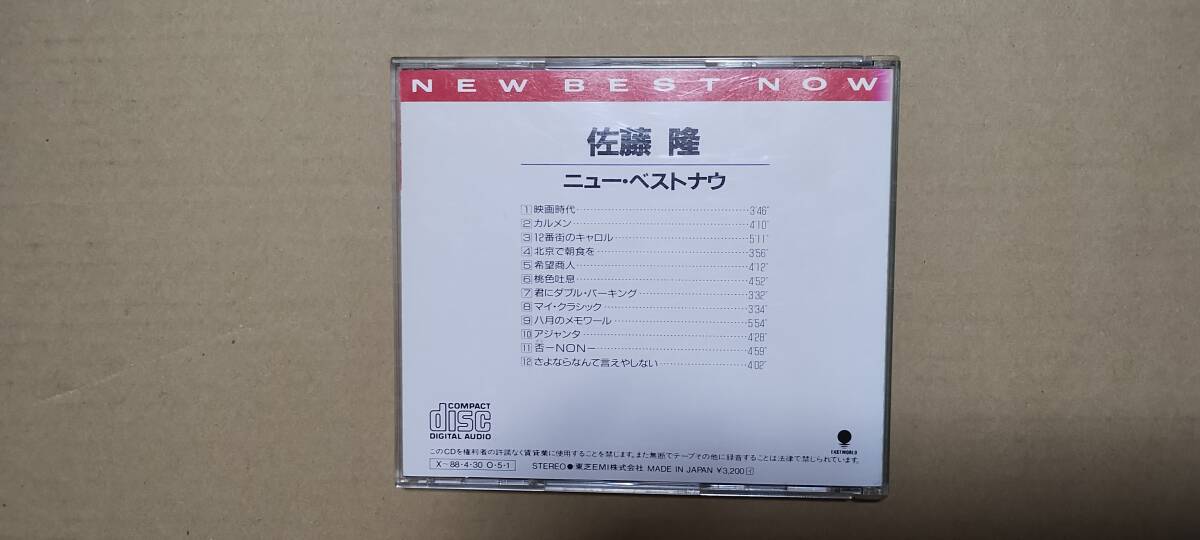 NEW BEST NOW
佐藤 隆
ニュー・ベストナウ
1 映画時代 3'46"
2 カルメン 4'10"
3 12番街のキャロル 5'11"
4 北京で朝食を 3'56"
5 希望商人 4'12"
6 桃色吐息 4'52"
7 君にダブル・パーキング 3'32"
8 マイ・クラシック 3'34"
9 八月のメモワール 5'54"
10 アジャンタ 4'28"
11 否-NON- 4'59"
12 さよならなんて言えやしない 4'02"
COMPACT
disc
DIGITAL AUDIO
EASTWORLD
このCDを権利者の許諾なく賃貸業に使用することを禁じます。また無断でテープその他に録音することは法律で禁じられています。
X-88・4・30 O・5・1 STEREO●東芝EMI株式会社 MADE IN JAPAN ¥3,200